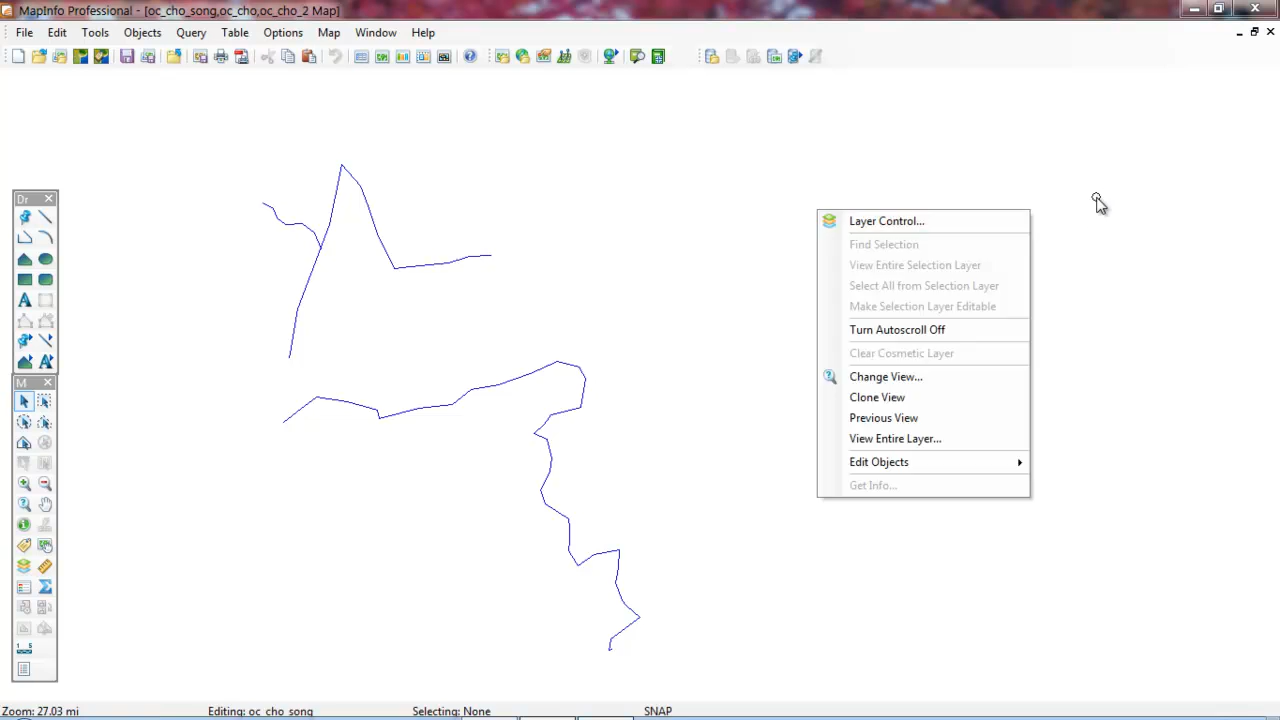 MapInfo Professional - [oc_cho_song,oc_cho,oc_cho_2 Map]
File Edit Tools Objects Query Table Options Map Window Help
Dr
M
Layer Control...
Find Selection
View Entire Selection Layer
Select All from Selection Layer
Make Selection Layer Editable
Turn Autoscroll Off
Clear Cosmetic Layer
Change View...
Clone View
Previous View
View Entire Layer...
Edit Objects
Get Info...
Zoom: 27.03 mi Editing: oc_cho_song Selecting: None SNAP